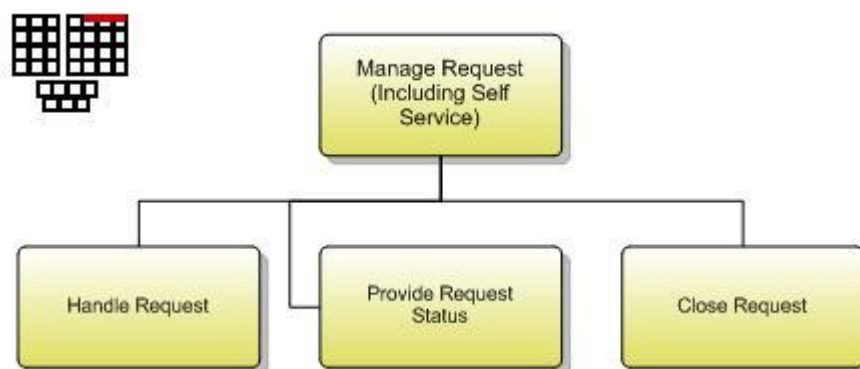 Manage Request
(Including Self
Service)
Handle Request
Provide Request
Status
Close Request